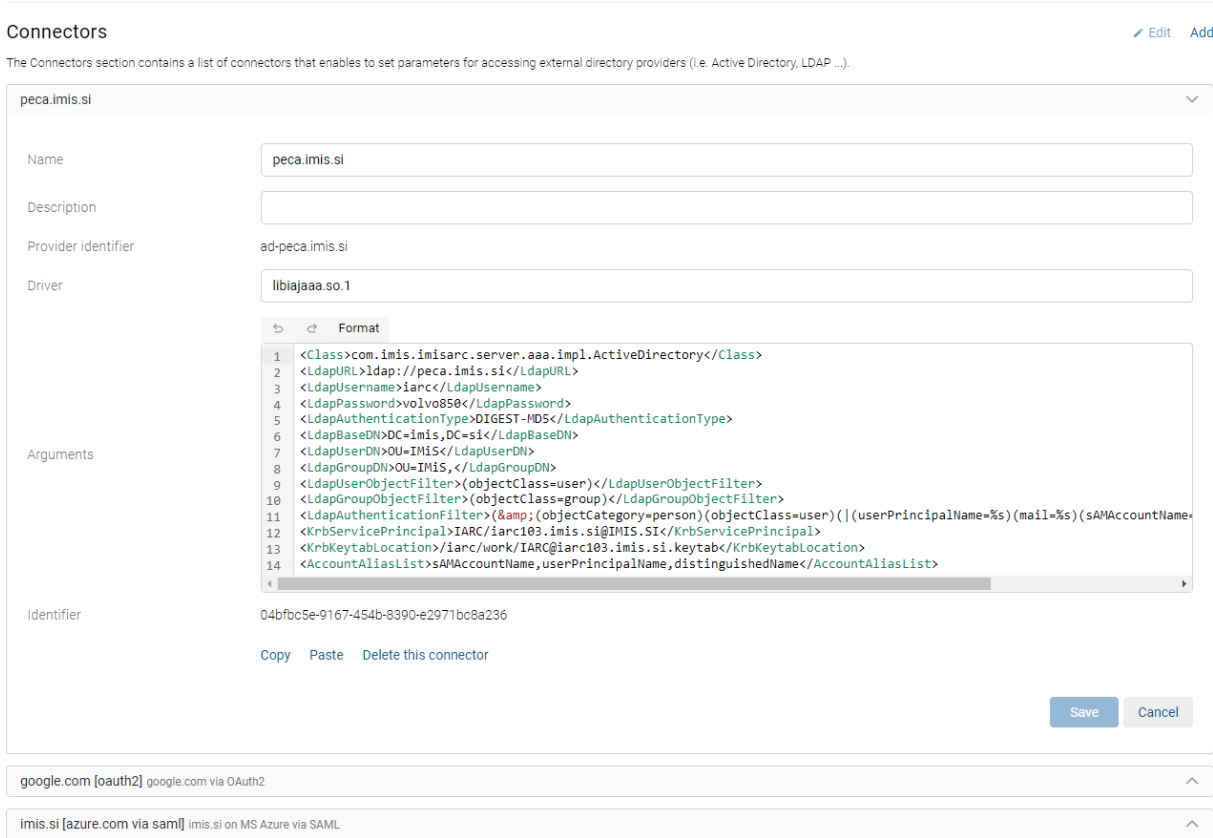 Connectors
Edit Add
The Connectors section contains a list of connectors that enables to set parameters for accessing external directory providers (i.e. Active Directory, LDAP ...).
peca.imis.si
Name peca.imis.si
Description
Provider identifier ad-peca.imis.si
Driver libiajaaa.so.1
Format
Arguments
1 <Class>com.imis.imisarc.server.aaa.impl.ActiveDirectory</Class>
2 <LdapURL>ldap://peca.imis.si</LdapURL>
3 <LdapUsername>iarc</LdapUsername>
4 <LdapPassword>volvo850</LdapPassword>
5 <LdapAuthenticationType>DIGEST-MD5</LdapAuthenticationType>
6 <LdapBaseDN>DC=imis,DC=si</LdapBaseDN>
7 <LdapUserDN>OU=IMiS</LdapUserDN>
8 <LdapGroupDN>OU=IMiS,</LdapGroupDN>
9 <LdapUserObjectFilter>(objectClass=user)</LdapUserObjectFilter>
10 <LdapGroupObjectFilter>(objectClass=group)</LdapGroupObjectFilter>
11 <LdapAuthenticationFilter>(&amp;(objectCategory=person)(objectClass=user)(|(userPrincipalName=%s)(mail=%s)(sAMAccountName=
12 <KrbServicePrincipal>IARC/iarc103.imis.si@IMIS.SI</KrbServicePrincipal>
13 <KrbKeytabLocation>/iarc/work/IARC@iarc103.imis.si.keytab</KrbKeytabLocation>
14 <AccountAliasList>sAMAccountName,userPrincipalName,distinguishedName</AccountAliasList>
Identifier 04bfbc5e-9167-454b-8390-e2971bc8a236
Copy Paste Delete this connector
Save Cancel
google.com [oauth2] google.com via OAuth2
imis.si [azure.com via saml] imis.si on MS Azure via SAML